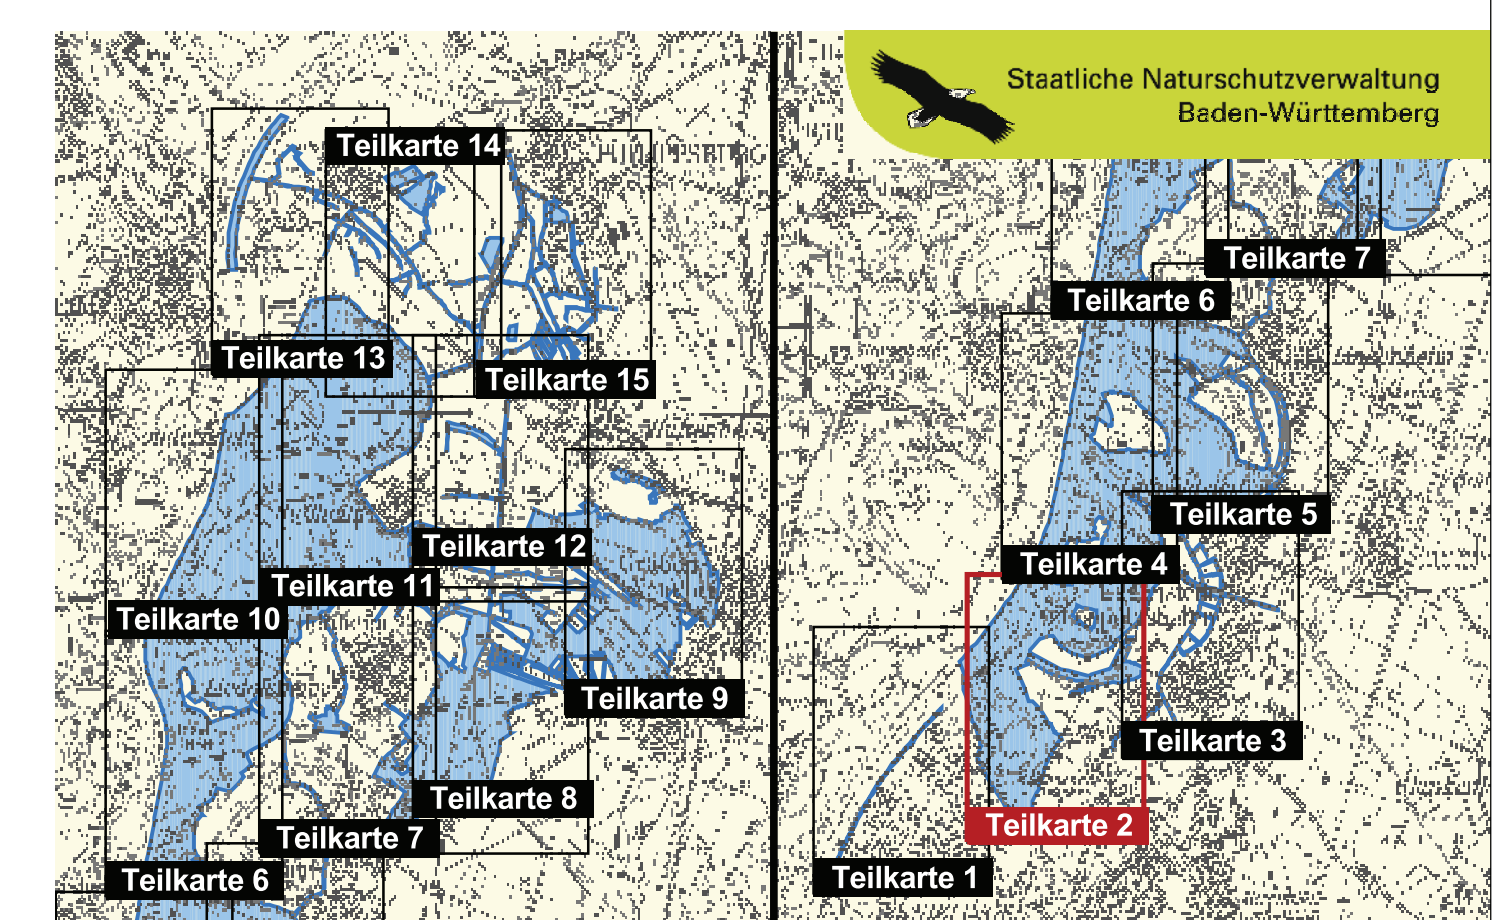 Staatliche Naturschutzverwaltung
Baden-Württemberg
Teilkarte 14
Teilkarte 13
Teilkarte 15
Teilkarte 12
Teilkarte 11
Teilkarte 10
Teilkarte 9
Teilkarte 8
Teilkarte 7
Teilkarte 6
Teilkarte 7
Teilkarte 6
Teilkarte 5
Teilkarte 4
Teilkarte 3
Teilkarte 2
Teilkarte 1